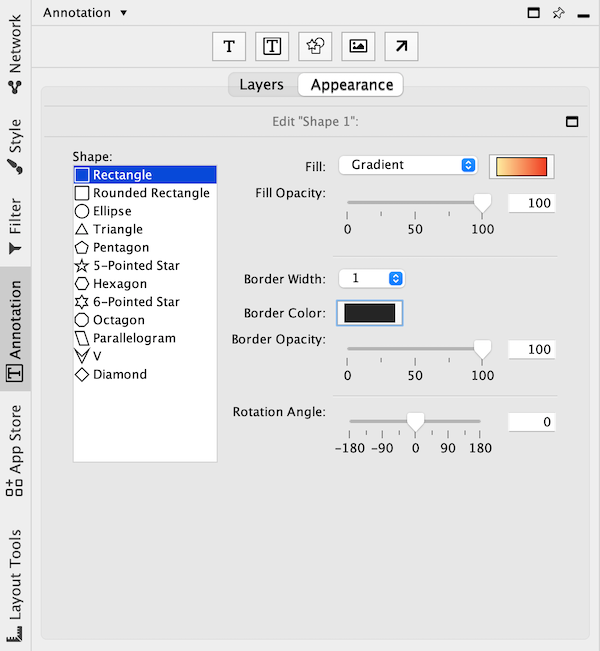 Annotation ▼
Network
Style
Filter
Annotation
App Store
Layout Tools
T
T
Layers
Appearance
Edit "Shape 1":
Shape:
Rectangle
Rounded Rectangle
Ellipse
Triangle
Pentagon
5-Pointed Star
Hexagon
6-Pointed Star
Octagon
Parallelogram
V
Diamond
Fill: Gradient
Fill Opacity: 100
0 50 100
Border Width: 1
Border Color:
Border Opacity: 100
0 50 100
Rotation Angle: 0
-180 -90 0 90 180